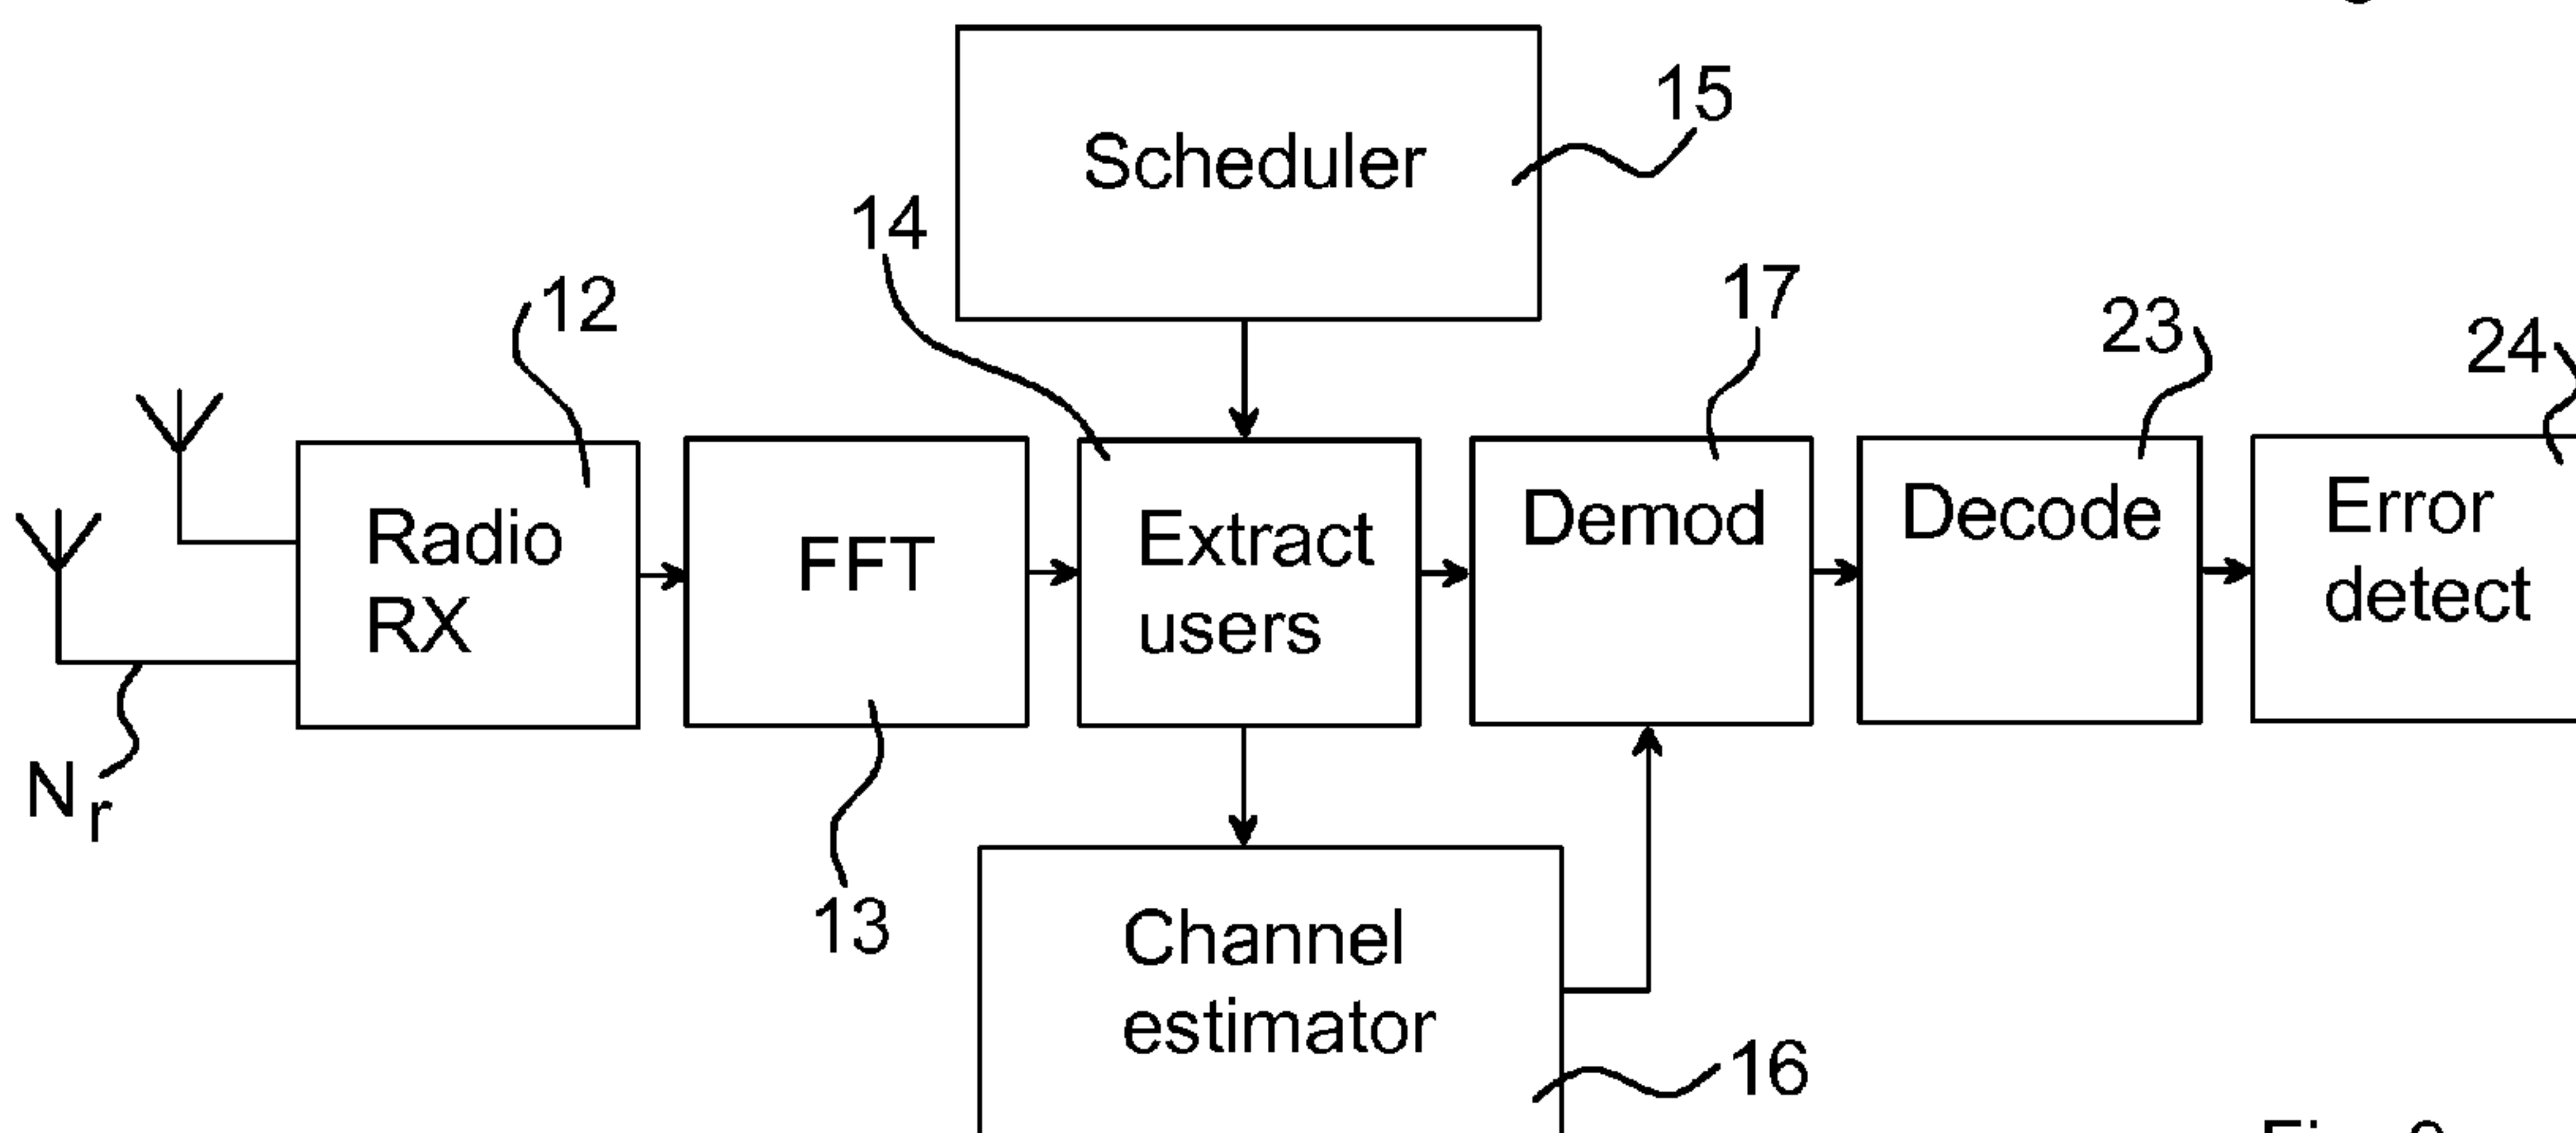 Scheduler
15
14
12
17
23
24
Radio
RX
FFT
Extract
users
Demod
Decode
Error
detect
Nr
13
Channel
estimator
16